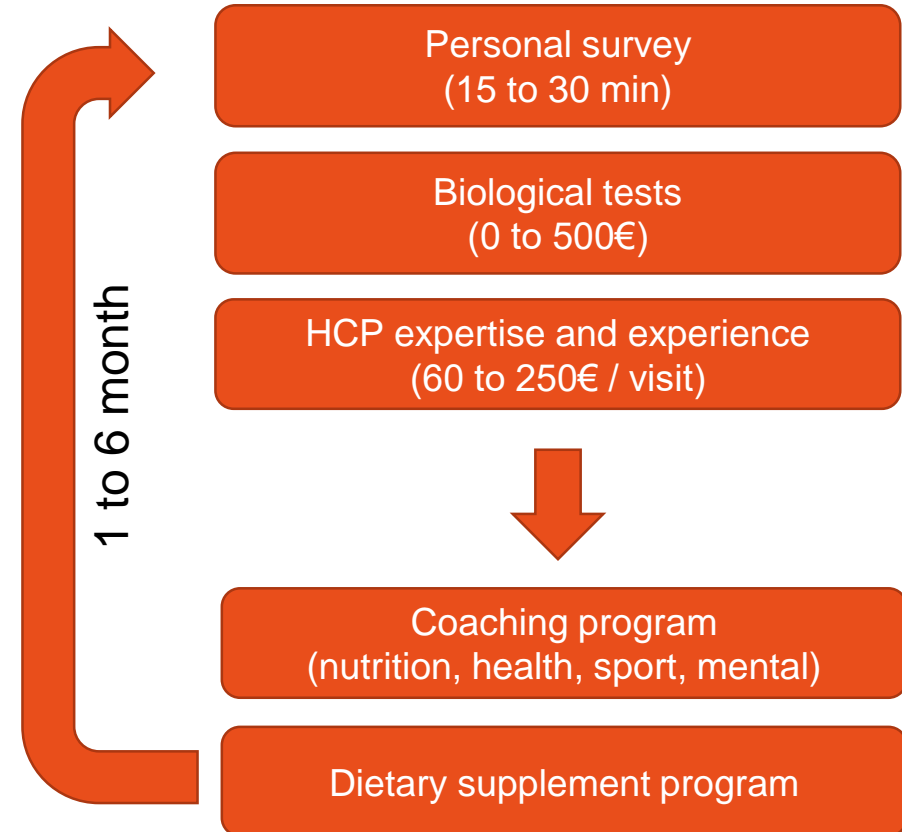 Personal survey
(15 to 30 min)
Biological tests
(0 to 500€)
HCP expertise and experience
(60 to 250€ / visit)
1 to 6 month
Coaching program
(nutrition, health, sport, mental)
Dietary supplement program